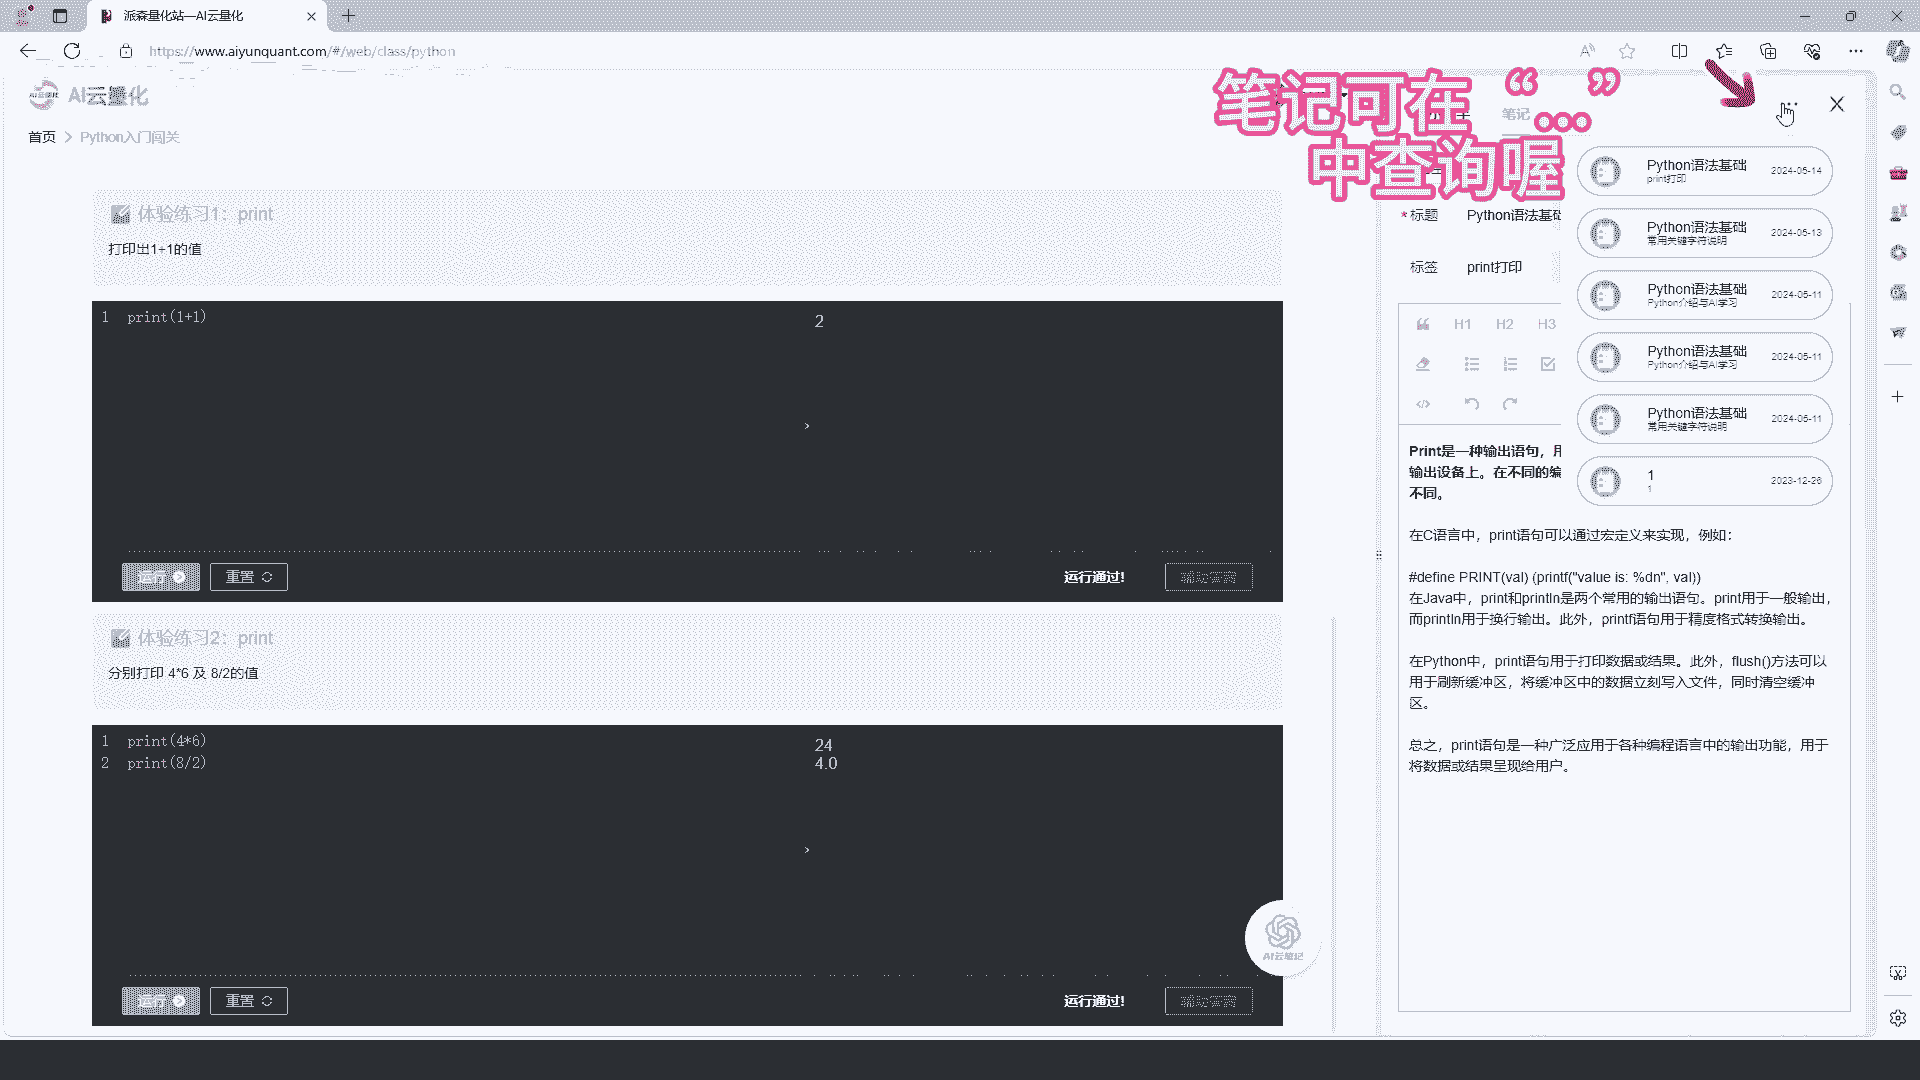 派森量化站—AI云量化
https://www.aiyunquant.com/#/web/class/python
AI云量化
首页 > Python入门闯关
笔记可在“...”
中查询喔
笔记
体验练习1：print
打印出1+1的值
1 print(1+1)
2
运行
重置
运行通过!
体验练习2：print
分别打印 4*6 及 8/2的值
1 print(4*6)
2 print(8/2)
24
4.0
运行
重置
运行通过!
AI云笔记
*标题 Python语法基础
标签 print打印
H1 H2 H3
Print是一种输出语句，
输出设备上。在不同的编
不同。
在C语言中，print语句可以通过宏定义来实现，例如：
#define PRINT(val) (printf("value is: %dn", val))
在Java中，print和println是两个常用的输出语句。print用于一般输出，
而println用于换行输出。此外，printf语句用于精度格式转换输出。
在Python中，print语句用于打印数据或结果。此外，flush()方法可以
用于刷新缓冲区，将缓冲区中的数据立刻写入文件，同时清空缓冲
区。
总之，print语句是一种广泛应用于各种编程语言中的输出功能，用于
将数据或结果呈现给用户。
Python语法基础
print打印
2024-05-14
Python语法基础
常用关键字符说明
2024-05-13
Python语法基础
Python介绍与AI学习
2024-05-11
Python语法基础
Python介绍与AI学习
2024-05-11
Python语法基础
常用关键字符说明
2024-05-11
1
1
2023-12-26